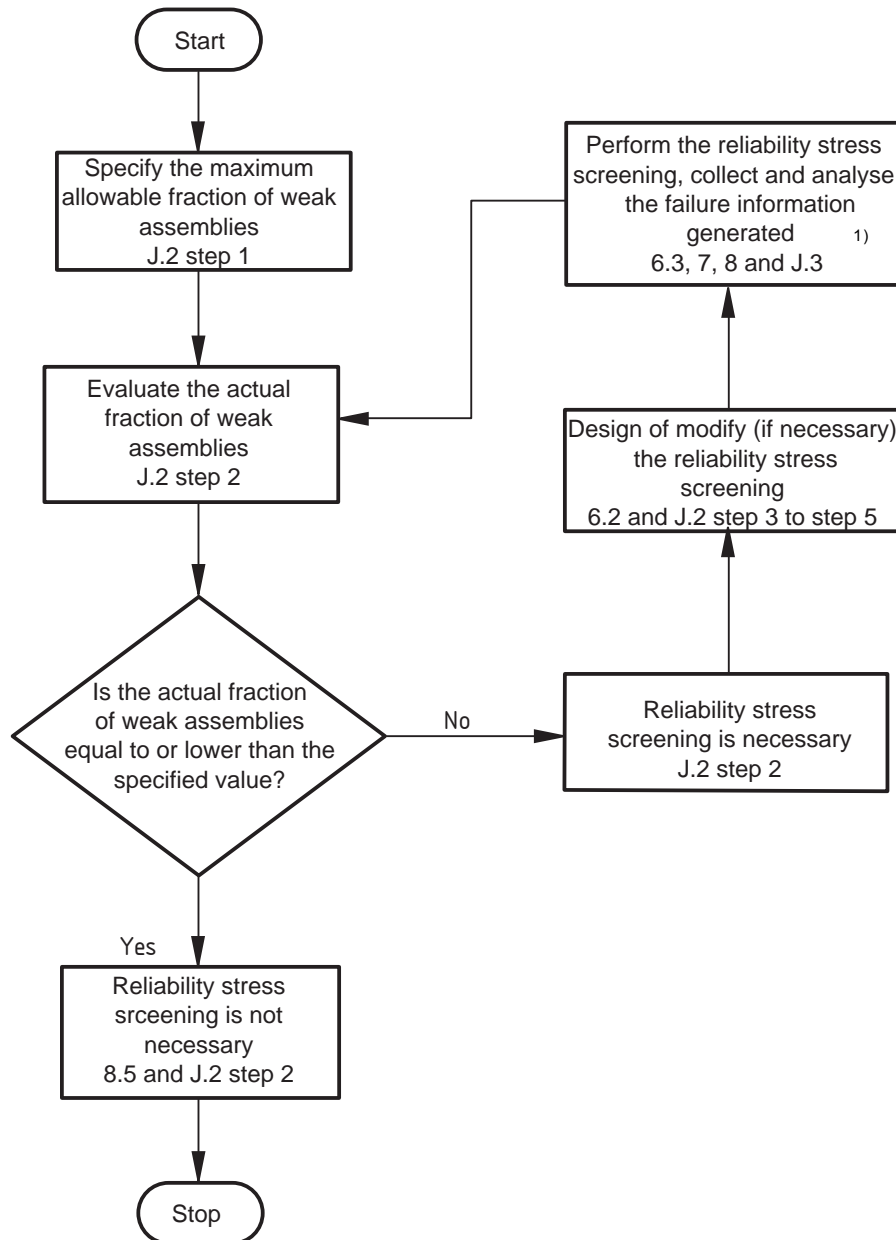 Start
Specify the maximum
allowable fraction of weak
assemblies
J.2 step 1
Evaluate the actual
fraction of weak
assemblies
J.2 step 2
Is the actual fraction
of weak assemblies
equal to or lower than the
specified value?
No
Yes
Reliability stress
srceening is not
necessary
8.5 and J.2 step 2
Stop
Reliability stress
screening is necessary
J.2 step 2
Design of modify (if necessary)
the reliability stress
screening
6.2 and J.2 step 3 to step 5
Perform the reliability stress
screening, collect and analyse
the failure information
generated 1)
6.3, 7, 8 and J.3